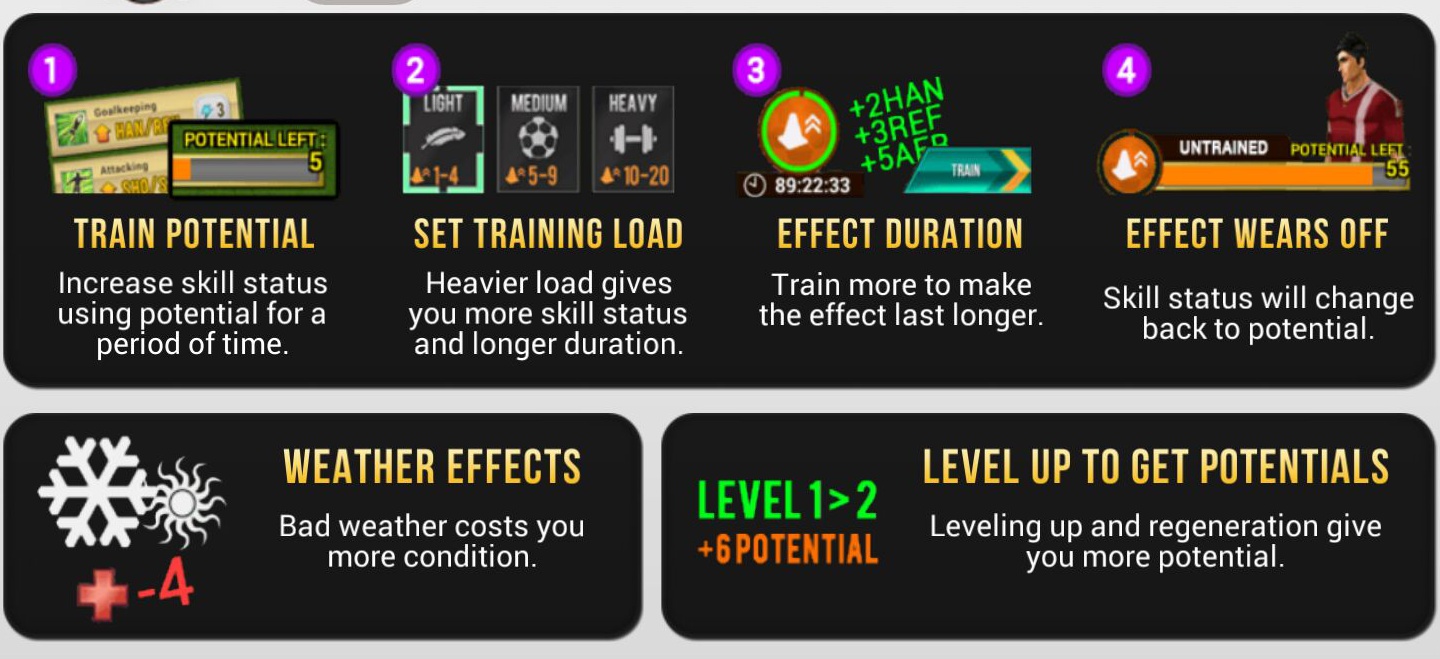 1
Goalkeeping
3
HAN/RE
POTENTIAL LEFT :
5
Attacking
SHO/S
TRAIN POTENTIAL
Increase skill status
using potential for a
period of time.
2
LIGHT
MEDIUM
HEAVY
1-4
5-9
10-20
SET TRAINING LOAD
Heavier load gives
you more skill status
and longer duration.
3
+2HAN
+3REF
+5AER
TRAIN
89:22:33
EFFECT DURATION
Train more to make
the effect last longer.
4
UNTRAINED
POTENTIAL LEFT :
55
EFFECT WEARS OFF
Skill status will change
back to potential.
WEATHER EFFECTS
Bad weather costs you
more condition.
-4
LEVEL 1 > 2
+6 POTENTIAL
LEVEL UP TO GET POTENTIALS
Leveling up and regeneration give
you more potential.